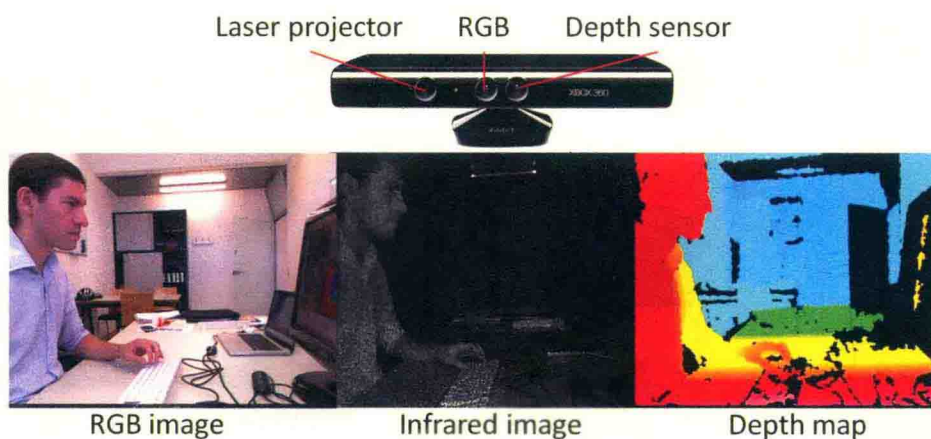 Laser projector RGB Depth sensor
XBOX 360
RGB image Infrared image Depth map